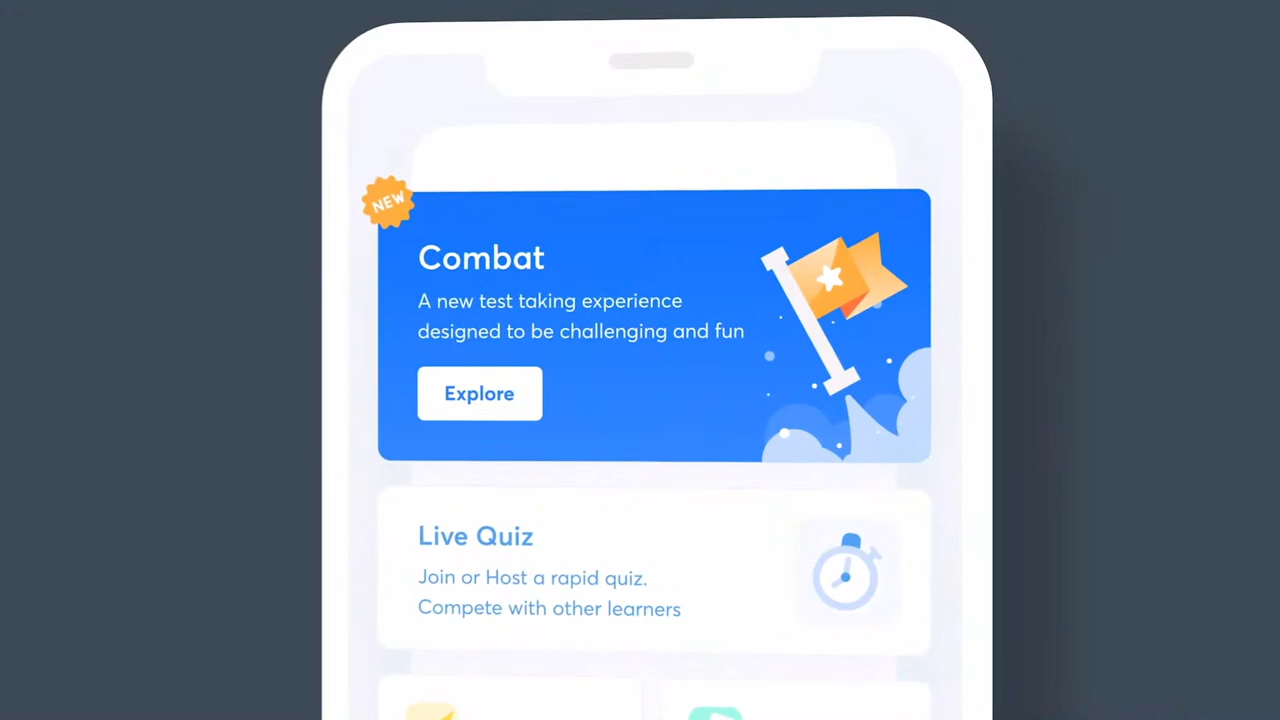 NEW
Combat
A new test taking experience
designed to be challenging and fun
Explore
Live Quiz
Join or Host a rapid quiz.
Compete with other learners